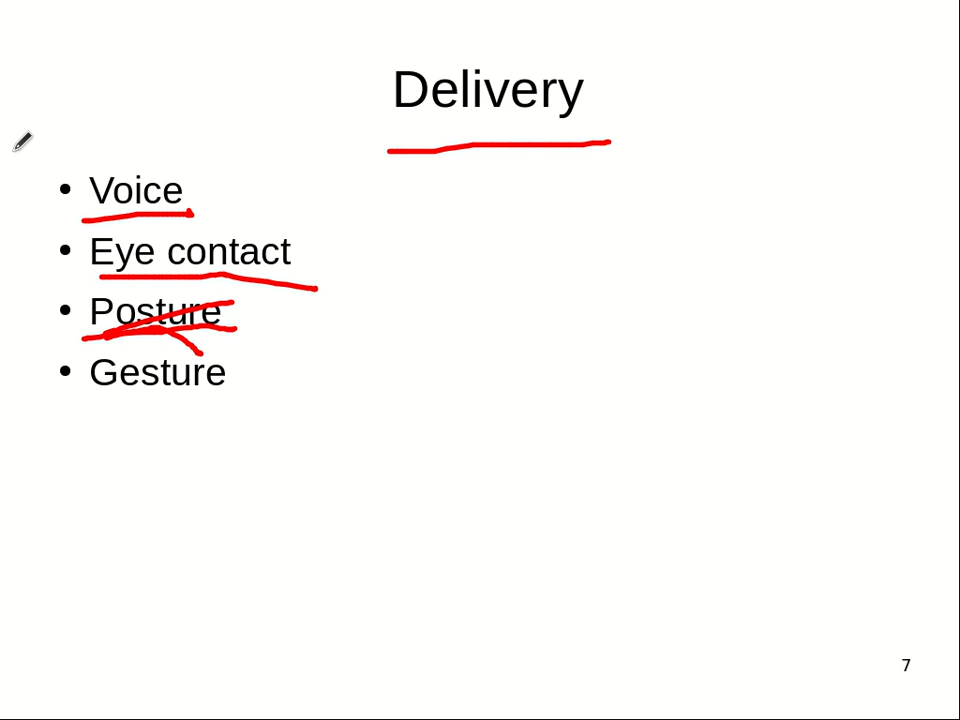 Delivery
• Voice
• Eye contact
• Posture
• Gesture
7